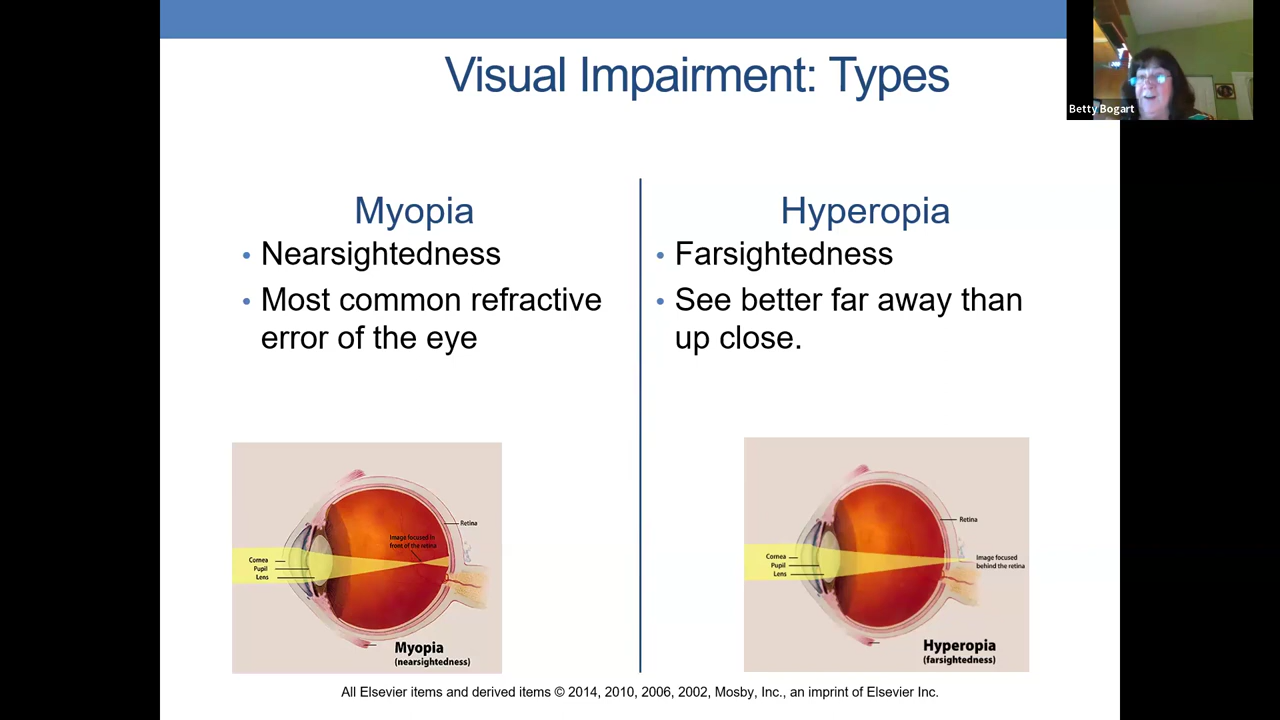 Visual Impairment: Types
Betty Bogart
Myopia
• Nearsightedness
• Most common refractive
error of the eye
Hyperopia
• Farsightedness
• See better far away than
up close.
Retina
Image focused in
front of the retina
Cornea
Pupil
Lens
Myopia
(nearsightedness)
Retina
Cornea
Pupil
Lens
Image focused
behind the retina
Hyperopia
(farsightedness)
All Elsevier items and derived items © 2014, 2010, 2006, 2002, Mosby, Inc., an imprint of Elsevier Inc.